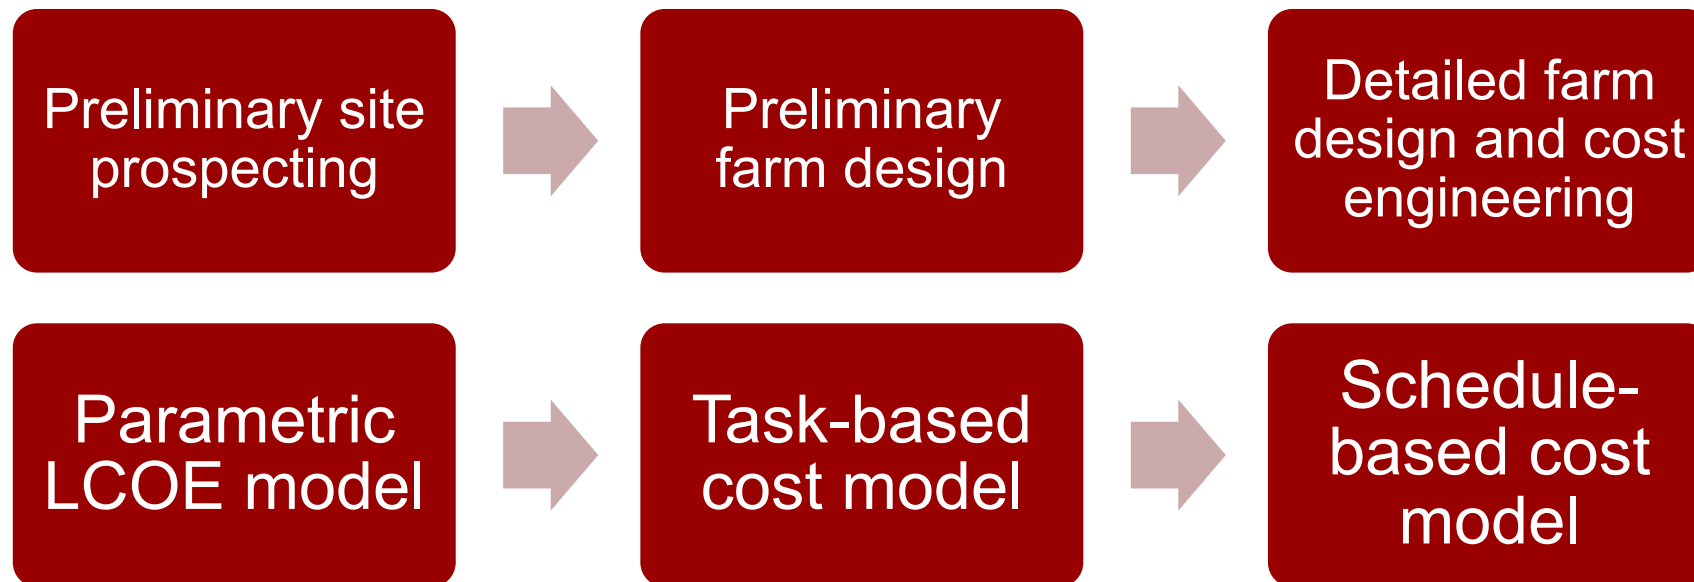 Preliminary site
prospecting
Preliminary
farm design
Detailed farm
design and cost
engineering
Parametric
LCOE model
Task-based
cost model
Schedule-
based cost
model